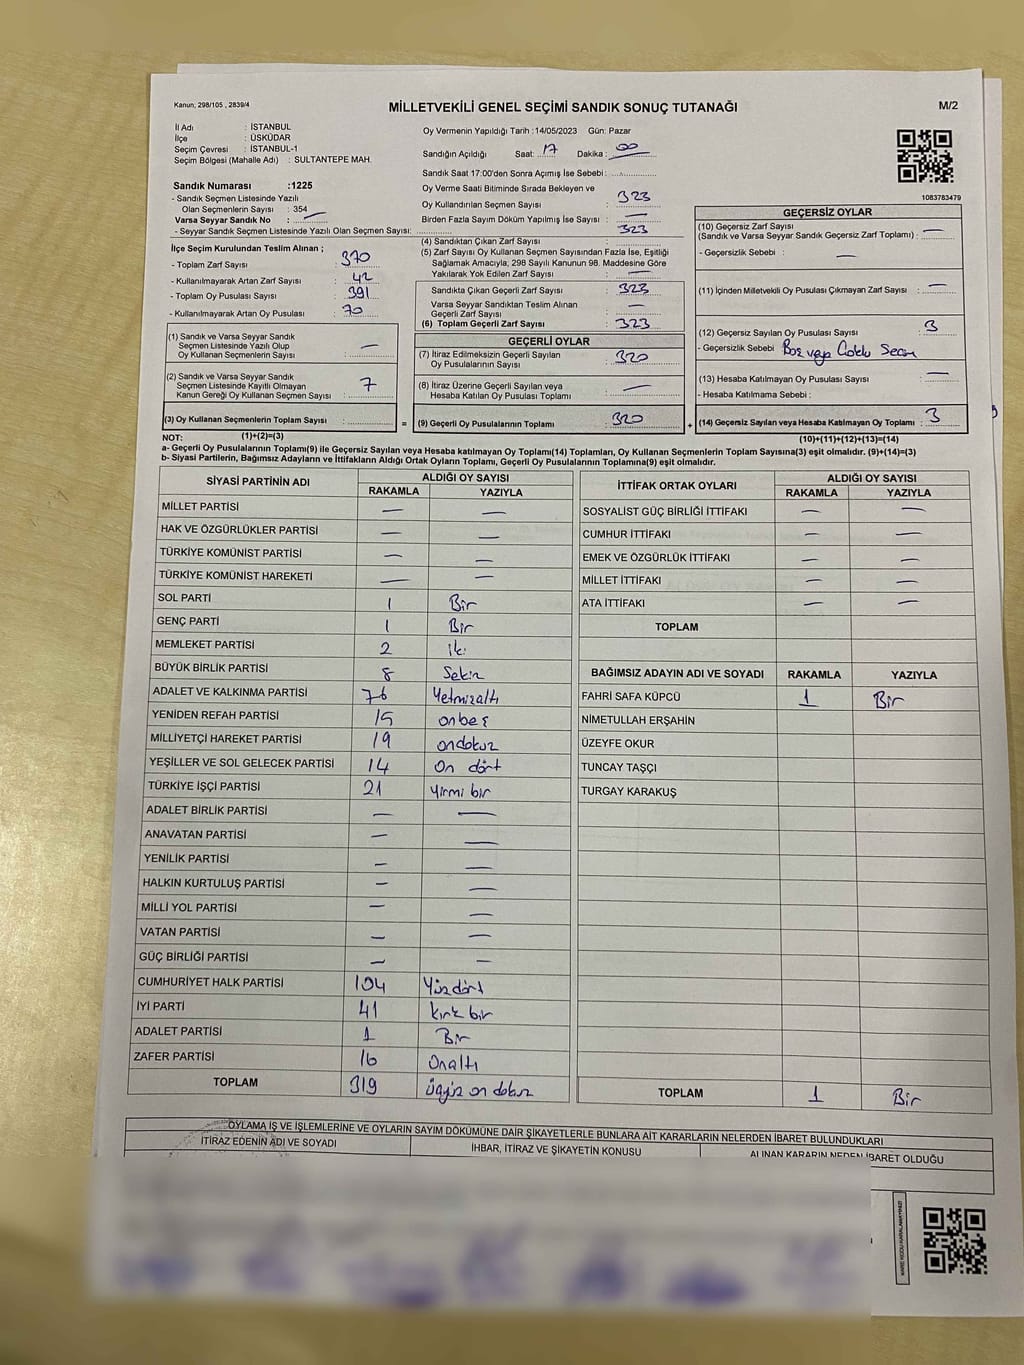 Kanun; 298/105 , 2839/4
MİLLETVEKİLİ GENEL SEÇİMİ SANDIK SONUÇ TUTANAĞI
M/2
İl Adı : İSTANBUL
İlçe : ÜSKÜDAR
Seçim Çevresi : İSTANBUL-1
Seçim Bölgesi (Mahalle Adı) : SULTANTEPE MAH.
Oy Vermenin Yapıldığı Tarih :14/05/2023 Gün: Pazar
Sandığın Açıldığı Saat: 17 Dakika : 00
Sandık Saat 17:00'den Sonra Açımış İse Sebebi :
Oy Verme Saati Bitiminde Sırada Bekleyen ve
Oy Kullandırılan Seçmen Sayısı : 323
Birden Fazla Sayım Döküm Yapılmış İse Sayısı : —
1083783479
Sandık Numarası :1225
- Sandık Seçmen Listesinde Yazılı
Olan Seçmenlerin Sayısı : 354
Varsa Seyyar Sandık No : —
- Seyyar Sandık Seçmen Listesinde Yazılı Olan Seçmen Sayısı:
İlçe Seçim Kurulundan Teslim Alınan ;
- Toplam Zarf Sayısı : 370
- Kullanılmayarak Artan Zarf Sayısı : 42
- Toplam Oy Pusulası Sayısı : 391
- Kullanılmayarak Artan Oy Pusulası : 70
(1) Sandık ve Varsa Seyyar Sandık
Seçmen Listesinde Yazılı Olup
Oy Kullanan Seçmenlerin Sayısı : —
(2) Sandık ve Varsa Seyyar Sandık
Seçmen Listesinde Kayıtlı Olmayan
Kanun Gereği Oy Kullanan Seçmen Sayısı : 7
(3) Oy Kullanan Seçmenlerin Toplam Sayısı :
(4) Sandıktan Çıkan Zarf Sayısı : 323
(5) Zarf Sayısı Oy Kullanan Seçmen Sayısından Fazla İse, Eşitliği
Sağlamak Amacıyla; 298 Sayılı Kanunun 98. Maddesine Göre
Yakılarak Yok Edilen Zarf Sayısı : —
Sandıkta Çıkan Geçerli Zarf Sayısı : 323
Varsa Seyyar Sandıktan Teslim Alınan
Geçerli Zarf Sayısı : —
(6) Toplam Geçerli Zarf Sayısı : 323
GEÇERLİ OYLAR
(7) İtiraz Edilmeksizin Geçerli Sayılan
Oy Pusulalarının Sayısı : 320
(8) İtiraz Üzerine Geçerli Sayılan veya
Hesaba Katılan Oy Pusulası Toplamı : —
= (9) Geçerli Oy Pusulalarının Toplamı : 320 +
GEÇERSİZ OYLAR
(10) Geçersiz Zarf Sayısı
(Sandık ve Varsa Seyyar Sandık Geçersiz Zarf Toplamı) : —
- Geçersizlik Sebebi : —
(11) İçinden Milletvekili Oy Pusulası Çıkmayan Zarf Sayısı : —
(12) Geçersiz Sayılan Oy Pusulası Sayısı : 3
- Geçersizlik Sebebi Boş veya Çoklu Seçim
(13) Hesaba Katılmayan Oy Pusulası Sayısı : —
- Hesaba Katılmama Sebebi :
(14) Geçersiz Sayılan veya Hesaba Katılmayan Oy Toplamı : 3
NOT: (1)+(2)=(3)
(10)+(11)+(12)+(13)=(14)
a- Geçerli Oy Pusulalarının Toplamı(9) ile Geçersiz Sayılan veya Hesaba katılmayan Oy Toplam(14) Toplamları, Oy Kullanan Seçmenlerin Toplam Sayısına(3) eşit olmalıdır. (9)+(14)=(3)
b- Siyasi Partilerin, Bağımsız Adayların ve İttifakların Aldığı Ortak Oyların Toplamı, Geçerli Oy Pusulalarının Toplamına(9) eşit olmalıdır.
SİYASİ PARTİNİN ADI ALDIĞI OY SAYISI
RAKAMLA YAZIYLA
MİLLET PARTİSİ — —
HAK VE ÖZGÜRLÜKLER PARTİSİ — —
TÜRKİYE KOMÜNİST PARTİSİ — —
TÜRKİYE KOMÜNİST HAREKETİ — —
SOL PARTİ 1 Bir
GENÇ PARTİ 1 Bir
MEMLEKET PARTİSİ 2 iki
BÜYÜK BİRLİK PARTİSİ 8 Sekiz
ADALET VE KALKINMA PARTİSİ 76 Yetmişaltı
YENİDEN REFAH PARTİSİ 15 onbeş
MİLLİYETÇİ HAREKET PARTİSİ 19 ondokuz
YEŞİLLER VE SOL GELECEK PARTİSİ 14 On dört
TÜRKİYE İŞÇİ PARTİSİ 21 Yirmi bir
ADALET BİRLİK PARTİSİ — —
ANAVATAN PARTİSİ — —
YENİLİK PARTİSİ — —
HALKIN KURTULUŞ PARTİSİ — —
MİLLİ YOL PARTİSİ — —
VATAN PARTİSİ — —
GÜÇ BİRLİĞİ PARTİSİ — —
CUMHURİYET HALK PARTİSİ 104 Yüzdört
İYİ PARTİ 41 kırk bir
ADALET PARTİSİ 1 Bir
ZAFER PARTİSİ 16 Onaltı
TOPLAM 319 üçyüz on dokuz
İTTİFAK ORTAK OYLARI ALDIĞI OY SAYISI
RAKAMLA YAZIYLA
SOSYALİST GÜÇ BİRLİĞİ İTTİFAKI — —
CUMHUR İTTİFAKI — —
EMEK VE ÖZGÜRLÜK İTTİFAKI — —
MİLLET İTTİFAKI — —
ATA İTTİFAKI — —
TOPLAM
BAĞIMSIZ ADAYIN ADI VE SOYADI RAKAMLA YAZIYLA
FAHRİ SAFA KÜPCÜ 1 Bir
NİMETULLAH ERŞAHİN
ÜZEYFE OKUR
TUNCAY TAŞÇI
TURGAY KARAKUŞ
TOPLAM 1 Bir
OYLAMA İŞ VE İŞLEMLERİNE VE OYLARIN SAYIM DÖKÜMÜNE DAİR ŞİKAYETLERLE BUNLARA AİT KARARLARIN NELERDEN İBARET BULUNDUKLARI
İTİRAZ EDENİN ADI VE SOYADI İHBAR, İTİRAZ VE ŞİKAYETİN KONUSU ALINAN KARARIN NEDEN İBARET OLDUĞU